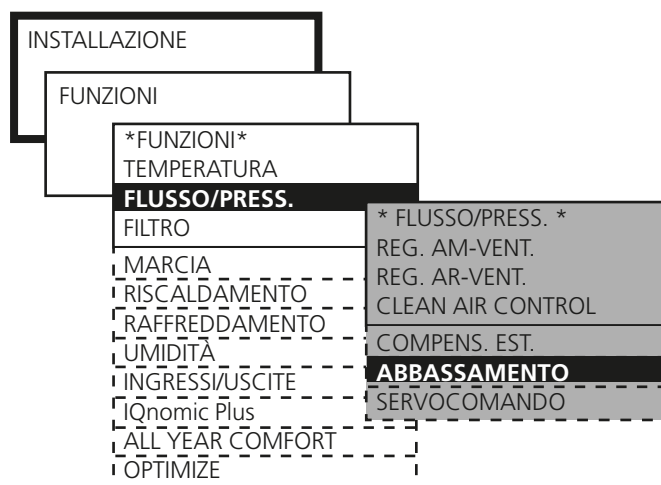 INSTALLAZIONE
FUNZIONI
*FUNZIONI*
TEMPERATURA
FLUSSO/PRESS.
FILTRO
MARCIA
RISCALDAMENTO
RAFFREDDAMENTO
UMIDITÀ
INGRESSI/USCITE
IQnomic Plus
ALL YEAR COMFORT
OPTIMIZE
* FLUSSO/PRESS. *
REG. AM-VENT.
REG. AR-VENT.
CLEAN AIR CONTROL
COMPENS. EST.
ABBASSAMENTO
SERVOCOMANDO